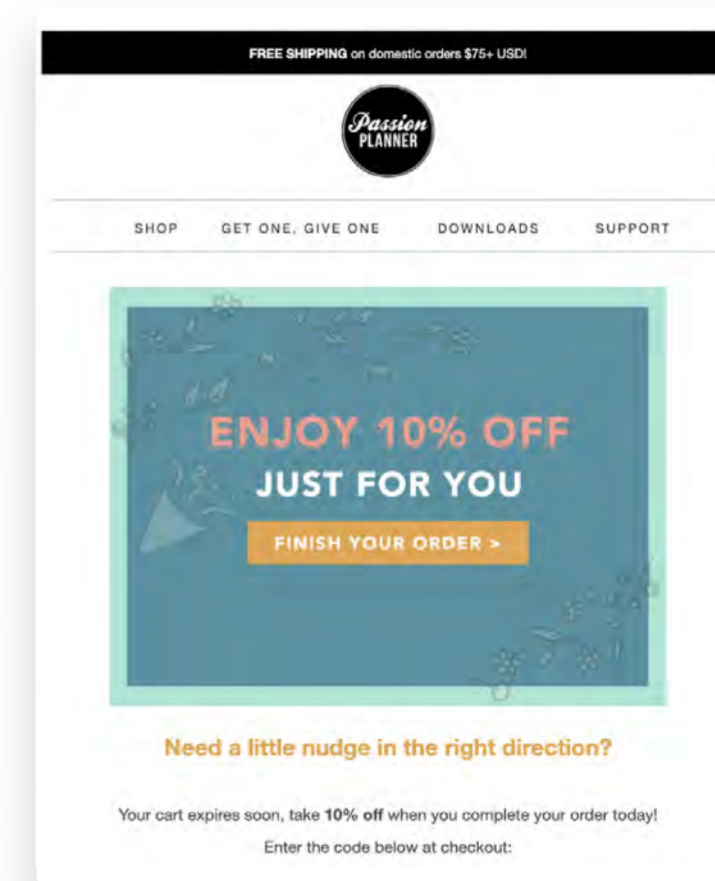 FREE SHIPPING on domestic orders $75+ USD!
Passion
PLANNER
SHOP GET ONE, GIVE ONE DOWNLOADS SUPPORT
ENJOY 10% OFF
JUST FOR YOU
FINISH YOUR ORDER >
Need a little nudge in the right direction?
Your cart expires soon, take 10% off when you complete your order today!
Enter the code below at checkout: